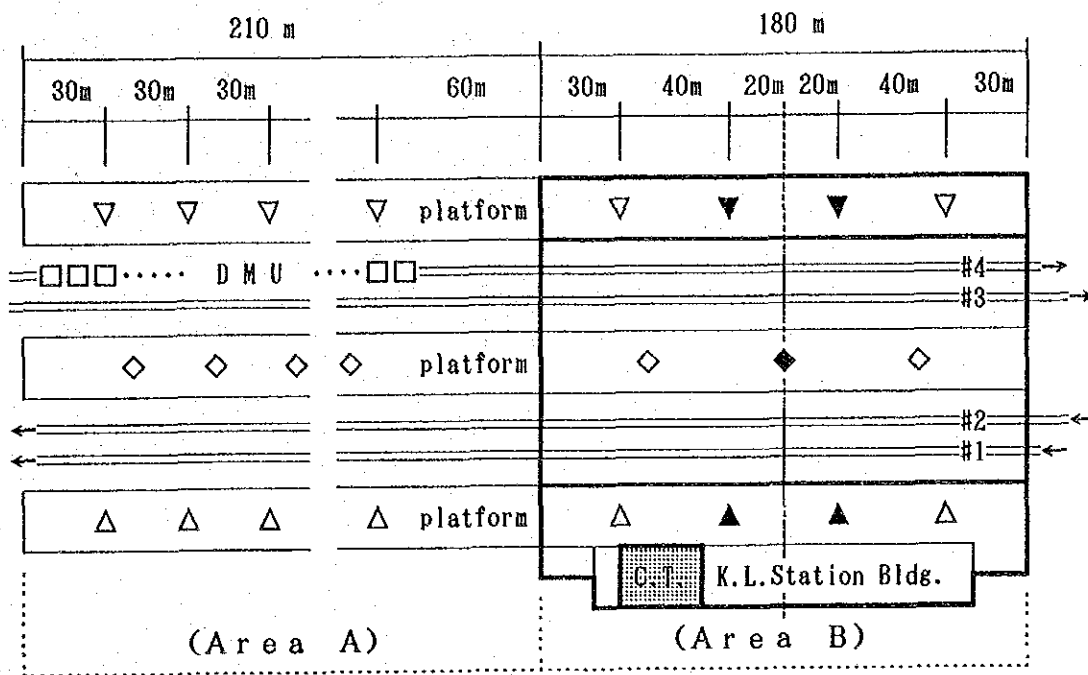 210 m 180 m
30m 30m 30m 60m 30m 40m 20m 20m 40m 30m
platform
D M U #4
#3
platform
#2
#1
platform
C.T. K.L.Station Bldg.
(Area A) (Area B)